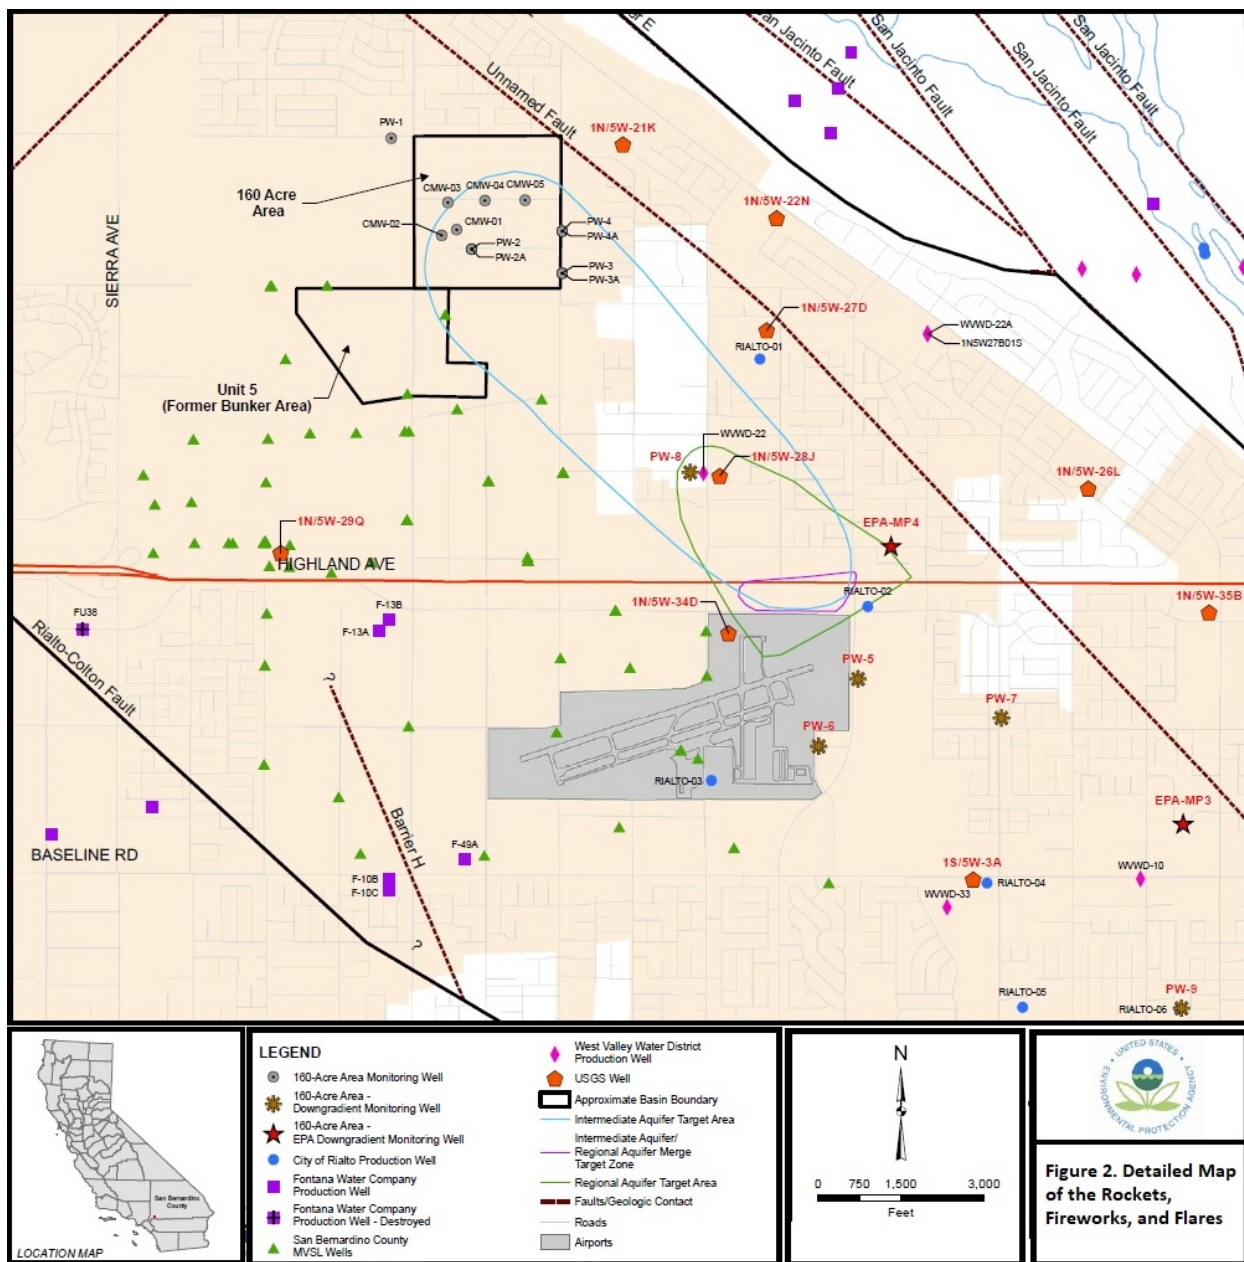 er E
San Jacinto Fault
San Jacinto Fault
San Jacinto Fault
San Jacinto Fault
Unnamed Fault
PW-1
1N/5W-21K
160 Acre
Area
CMW-03
CMW-04
CMW-05
CMW-02
CMW-01
PW-2
PW-2A
PW-4
PW-4A
PW-3
PW-3A
1N/5W-22N
SIERRA AVE
1N/5W-27D
RIALTO-01
WVWD-22A
1N5W27B01S
Unit 5
(Former Bunker Area)
WVWD-22
PW-8
1N/5W-28J
1N/5W-26L
1N/5W-29Q
EPA-MP4
HIGHLAND AVE
RIALTO-02
1N/5W-34D
1N/5W-35B
FU38
F-13B
F-13A
Rialto-Colton Fault
?
PW-5
PW-7
PW-6
RIALTO-03
EPA-MP3
BASELINE RD
Barrier H
F-49A
F-10B
F-10C
1S/5W-3A
RIALTO-04
WVWD-10
WVWD-33
?
RIALTO-05
PW-9
RIALTO-06
San Bernardino
County
LOCATION MAP
LEGEND
160-Acre Area Monitoring Well
160-Acre Area -
Downgradient Monitoring Well
160-Acre Area -
EPA Downgradient Monitoring Well
City of Rialto Production Well
Fontana Water Company
Production Well
Fontana Water Company
Production Well - Destroyed
San Bernardino County
MVSL Wells
West Valley Water District
Production Well
USGS Well
Approximate Basin Boundary
Intermediate Aquifer Target Area
Intermediate Aquifer/
Regional Aquifer Merge
Target Zone
Regional Aquifer Target Area
Faults/Geologic Contact
Roads
Airports
N
0 750 1,500 3,000
Feet
UNITED STATES
ENVIRONMENTAL PROTECTION AGENCY
Figure 2. Detailed Map
of the Rockets,
Fireworks, and Flares